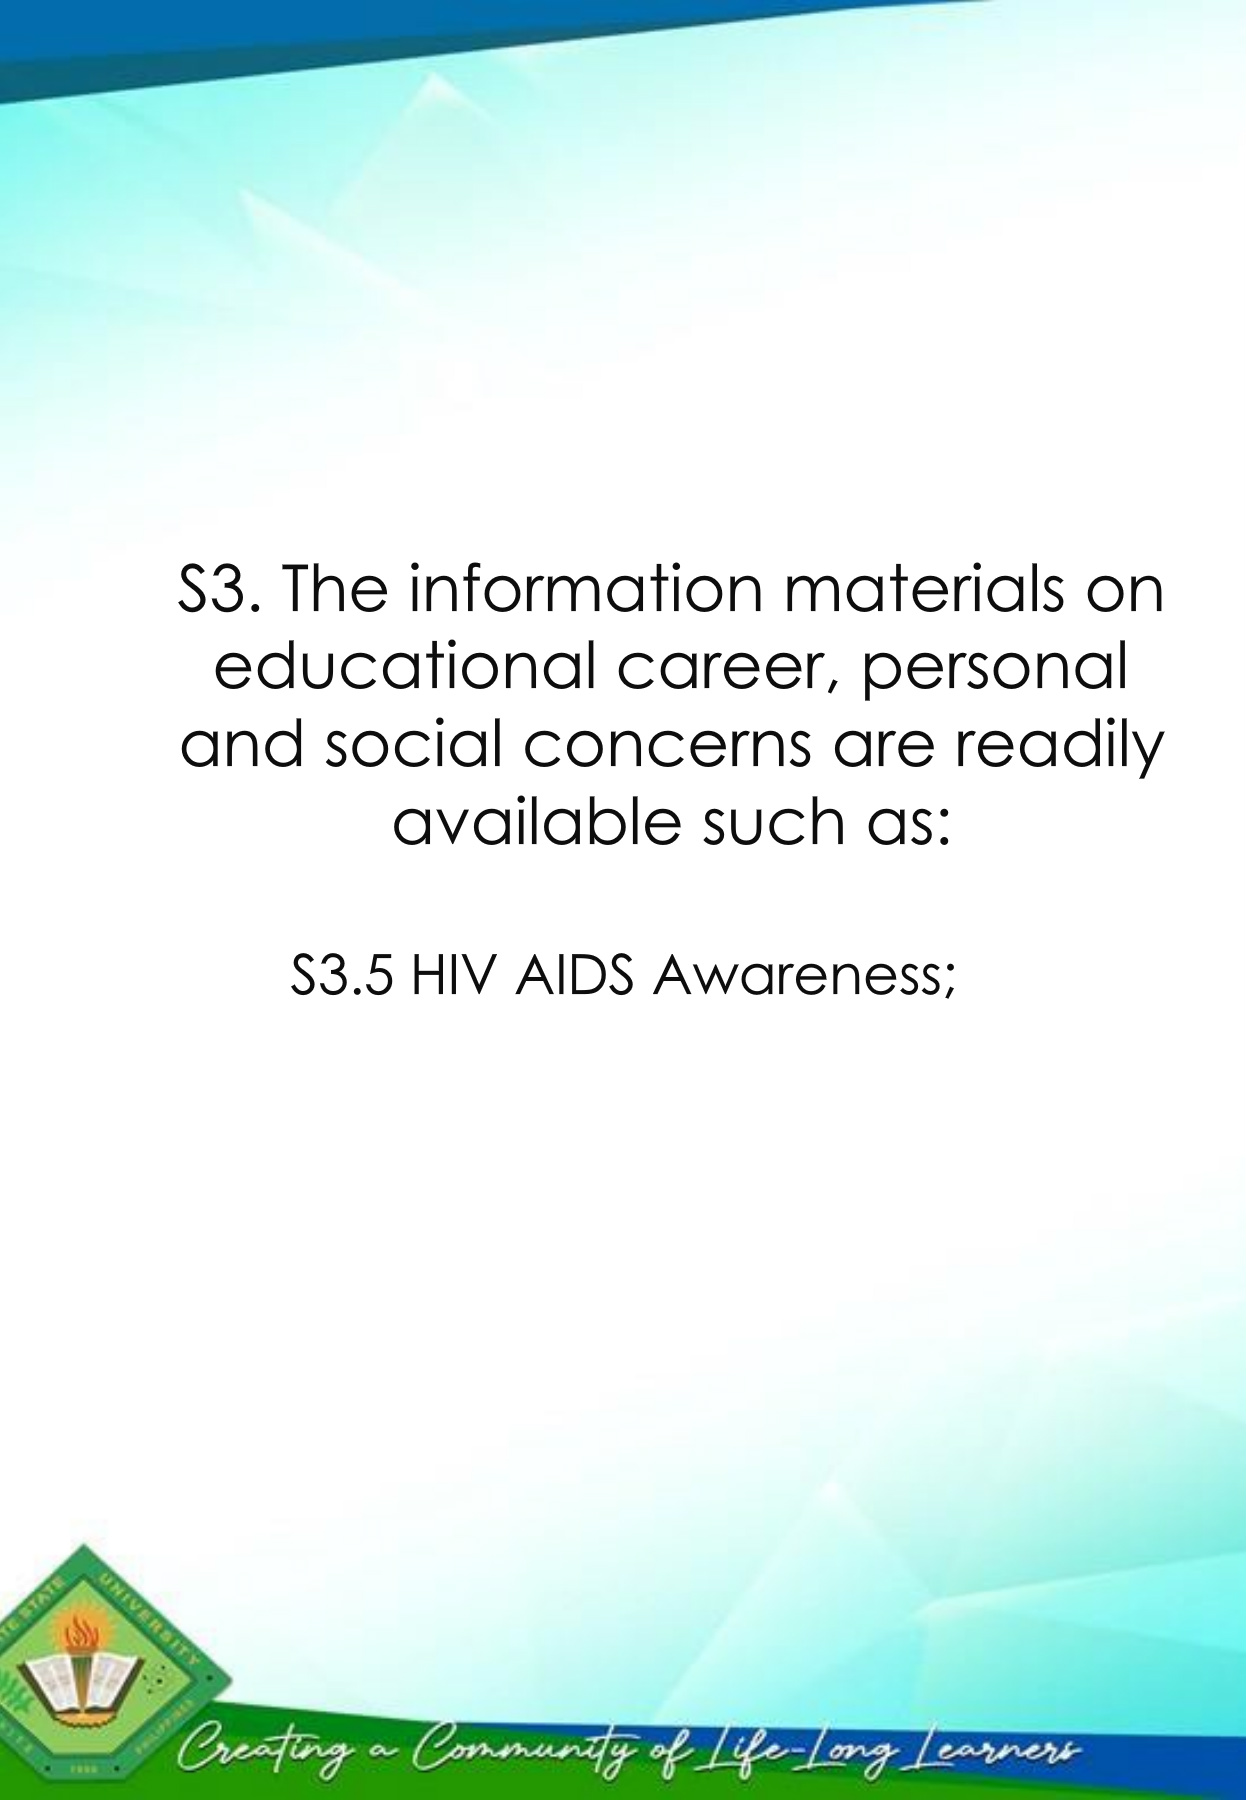 S3. The information materials on
educational career, personal
and social concerns are readily
available such as:
S3.5 HIV AIDS Awareness;
STATE UNIVERSITY
PHILIPPINES
Creating a Community of Life-Long Learners